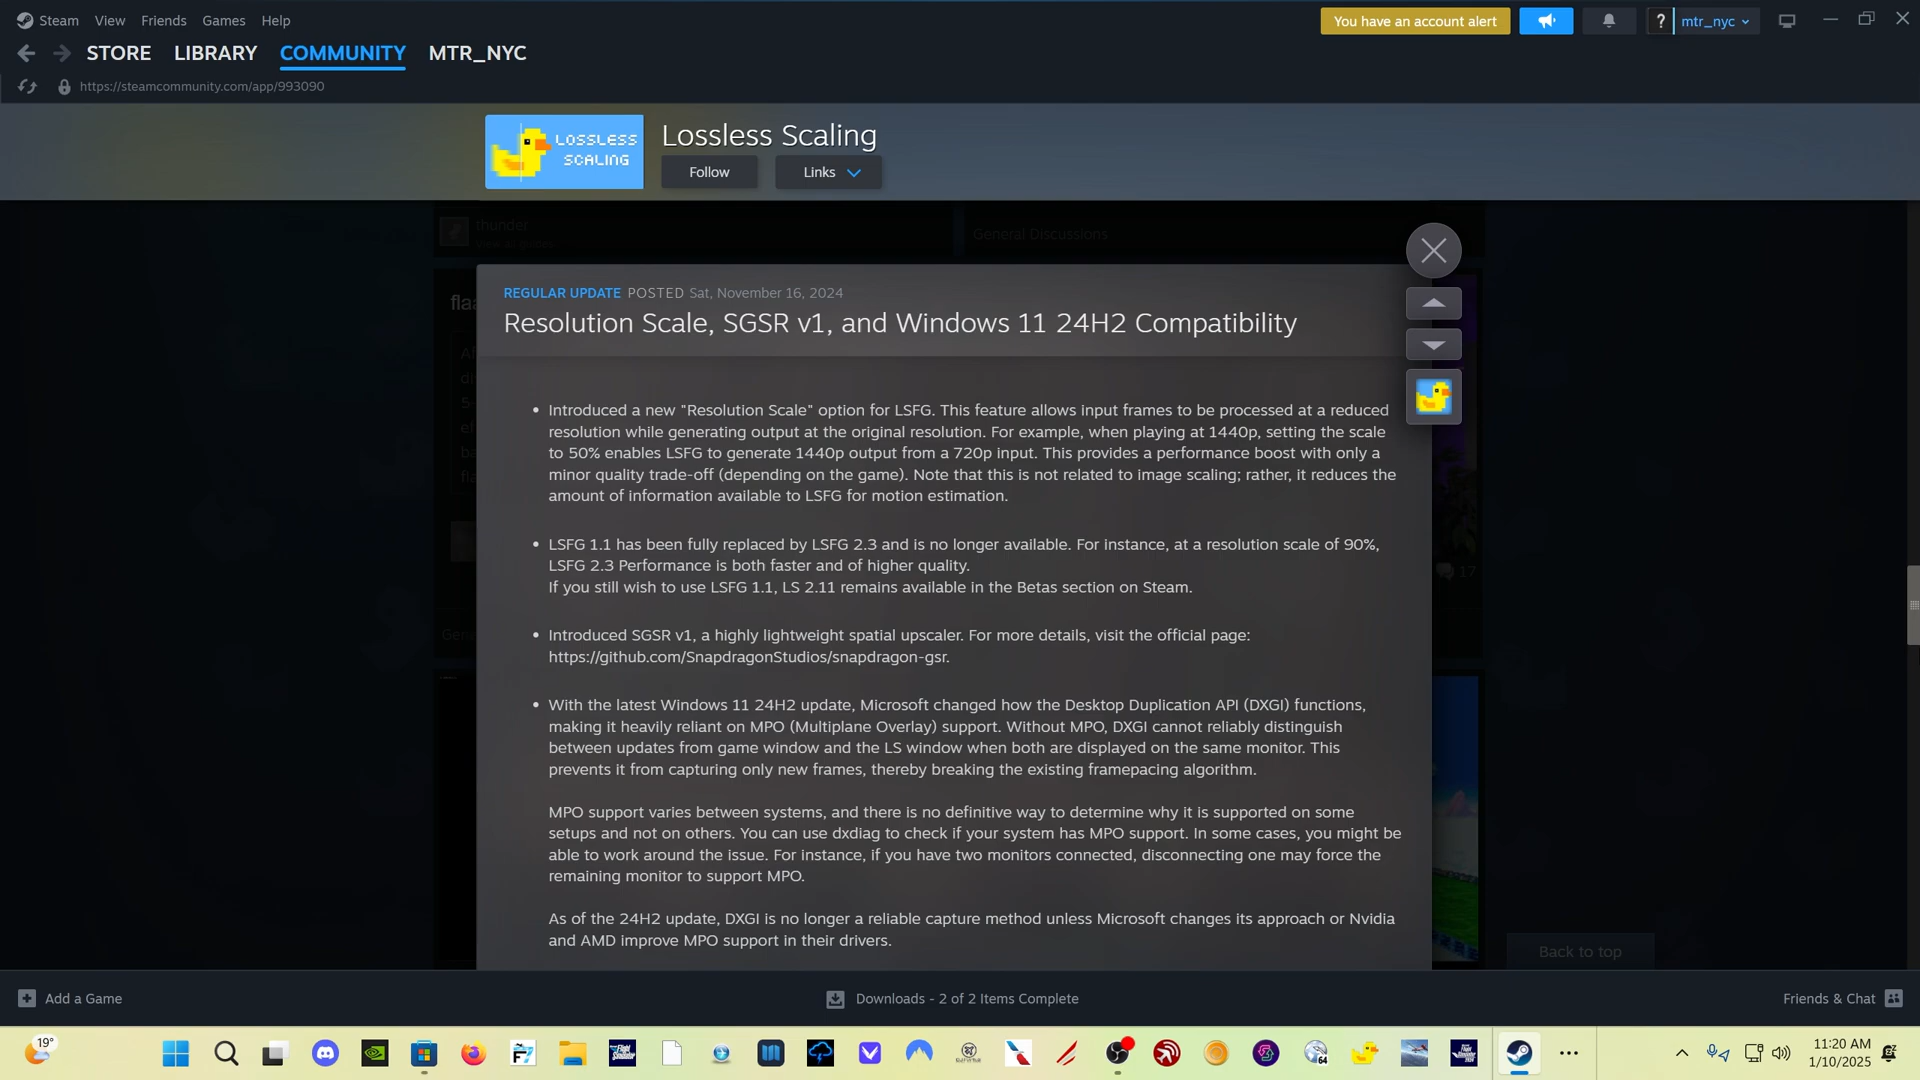 Steam View Friends Games Help
You have an account alert
? mtr_nyc
STORE LIBRARY COMMUNITY MTR_NYC
https://steamcommunity.com/app/993090
LOSSLESS
SCALING
Lossless Scaling
Follow Links
thunder
View all guides
General Discussions
REGULAR UPDATE POSTED Sat, November 16, 2024
Resolution Scale, SGSR v1, and Windows 11 24H2 Compatibility
• Introduced a new "Resolution Scale" option for LSFG. This feature allows input frames to be processed at a reduced
resolution while generating output at the original resolution. For example, when playing at 1440p, setting the scale
to 50% enables LSFG to generate 1440p output from a 720p input. This provides a performance boost with only a
minor quality trade-off (depending on the game). Note that this is not related to image scaling; rather, it reduces the
amount of information available to LSFG for motion estimation.
• LSFG 1.1 has been fully replaced by LSFG 2.3 and is no longer available. For instance, at a resolution scale of 90%,
LSFG 2.3 Performance is both faster and of higher quality.
If you still wish to use LSFG 1.1, LS 2.11 remains available in the Betas section on Steam.
17
• Introduced SGSR v1, a highly lightweight spatial upscaler. For more details, visit the official page:
https://github.com/SnapdragonStudios/snapdragon-gsr.
• With the latest Windows 11 24H2 update, Microsoft changed how the Desktop Duplication API (DXGI) functions,
making it heavily reliant on MPO (Multiplane Overlay) support. Without MPO, DXGI cannot reliably distinguish
between updates from game window and the LS window when both are displayed on the same monitor. This
prevents it from capturing only new frames, thereby breaking the existing framepacing algorithm.
MPO support varies between systems, and there is no definitive way to determine why it is supported on some
setups and not on others. You can use dxdiag to check if your system has MPO support. In some cases, you might be
able to work around the issue. For instance, if you have two monitors connected, disconnecting one may force the
remaining monitor to support MPO.
As of the 24H2 update, DXGI is no longer a reliable capture method unless Microsoft changes its approach or Nvidia
and AMD improve MPO support in their drivers.
Back to top
Add a Game
Downloads - 2 of 2 Items Complete
Friends & Chat
19°
F7
64
11:20 AM
1/10/2025